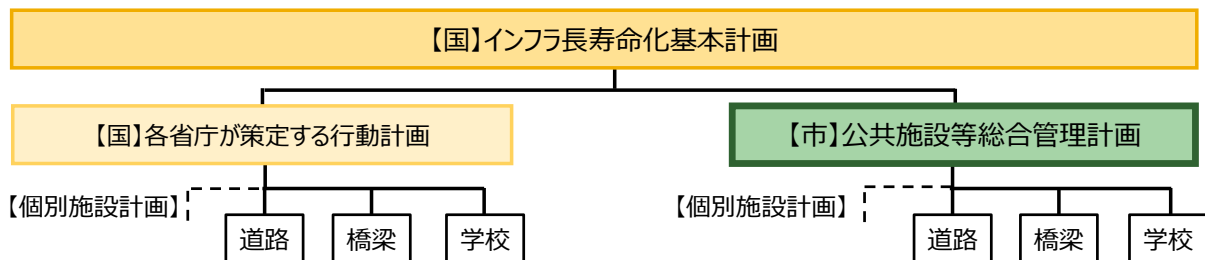 【国】インフラ長寿命化基本計画
【国】各省庁が策定する行動計画
【市】公共施設等総合管理計画
【個別施設計画】
道路
橋梁
学校
【個別施設計画】
道路
橋梁
学校